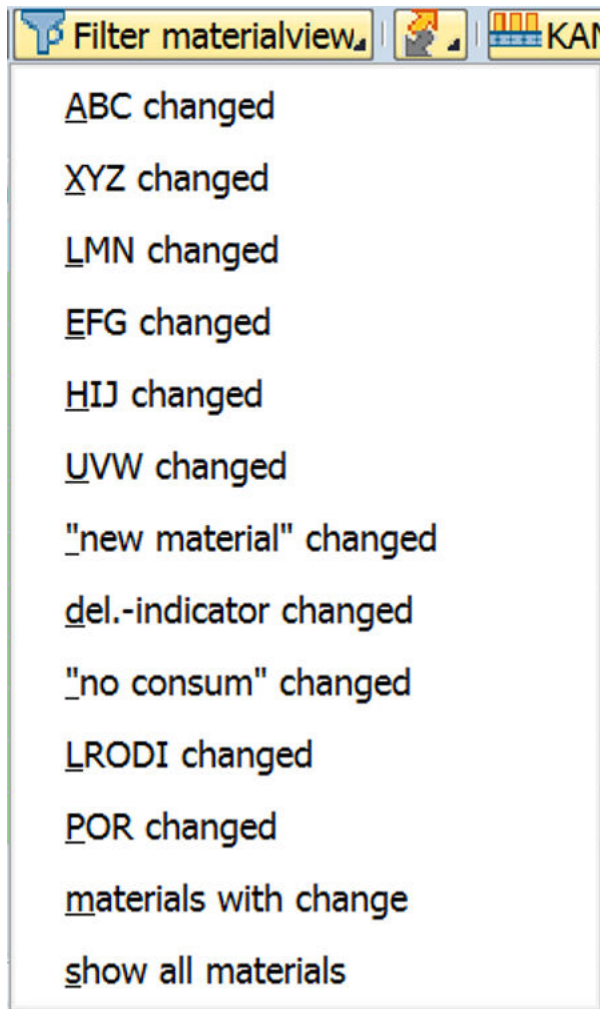 Filter materialview KAN
ABC changed
XYZ changed
LMN changed
EFG changed
HIJ changed
UVW changed
"new material" changed
del.-indicator changed
"no consum" changed
LRODI changed
POR changed
materials with change
show all materials